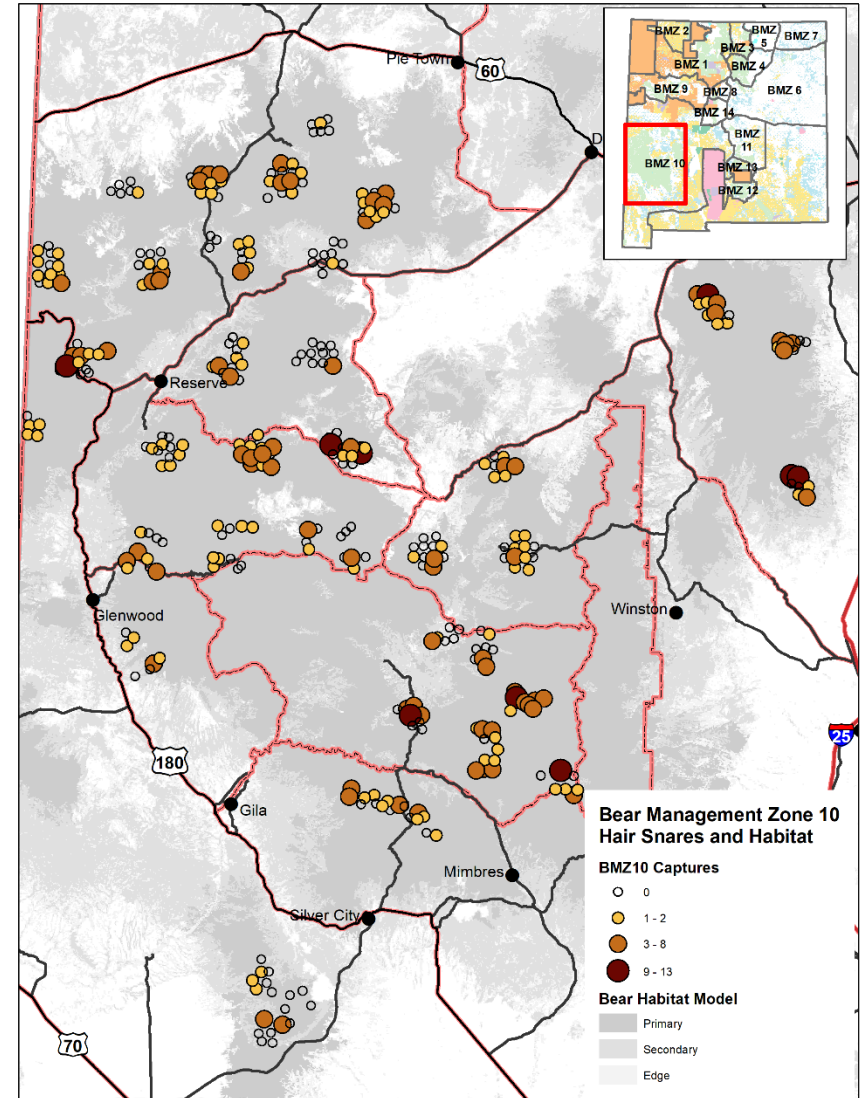 BMZ 2
BMZ 5
BMZ 7
BMZ 3
BMZ 1
BMZ 4
BMZ 9
BMZ 8
BMZ 6
BMZ 14
BMZ 11
BMZ 10
BMZ 13
BMZ 12
Pie Town
60
D
Reserve
Glenwood
Winston
180
25
Gila
Mimbres
Silver City
70
Bear Management Zone 10
Hair Snares and Habitat
BMZ10 Captures
0
1 - 2
3 - 8
9 - 13
Bear Habitat Model
Primary
Secondary
Edge